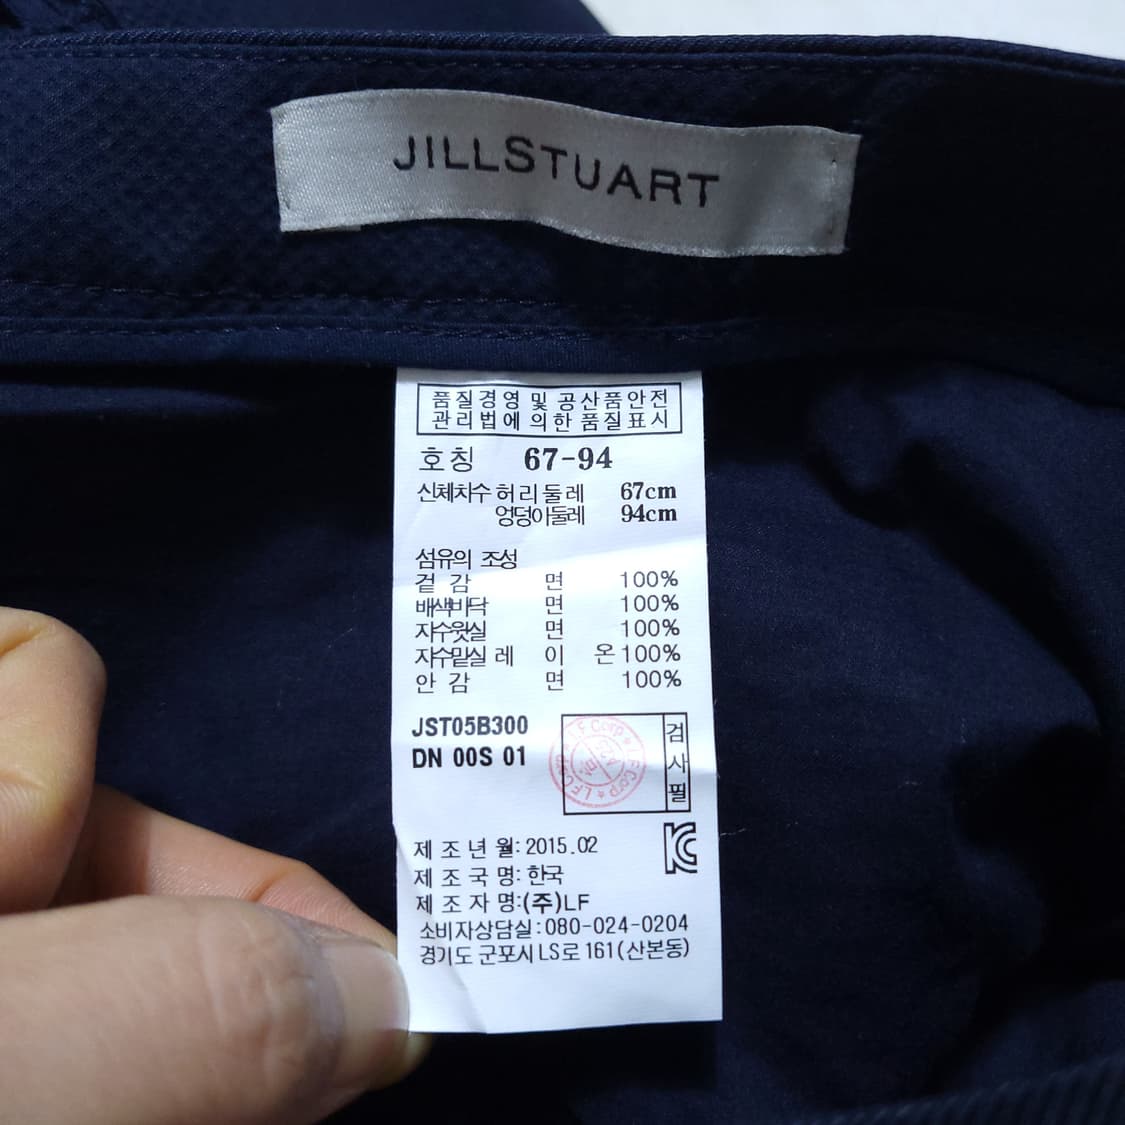 JILLSTUART
품질경영 및 공산품안전
관리법에 의한 품질표시
호칭 67-94
신체치수 허리둘레 67cm
엉덩이둘레 94cm
섬유의 조성
겉감 면 100%
배색바닥 면 100%
자수윗실 면 100%
자수밑실 레이온 100%
안감 면 100%
JST05B300
DN 00S 01
검사필
LF Corp ★ LF Corp ★
제조년월: 2015.02
제조국명: 한국
제조자명:(주)LF
소비자상담실:080-024-0204
경기도 군포시 LS로 161(산본동)